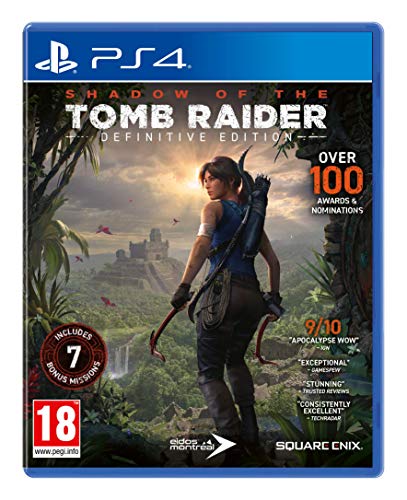 PS4
SHADOW OF THE
TOMB RAIDER
DEFINITIVE EDITION
OVER
100
AWARDS &
NOMINATIONS
9/10
"APOCALYPSE WOW"
– IGN
"EXCEPTIONAL"
– GAMESPEW
"STUNNING"
– TRUSTED REVIEWS
"CONSISTENTLY
EXCELLENT"
– TECHRADAR
INCLUDES
7
BONUS MISSIONS
18
www.pegi.info
eidos
montréal
SQUARE ENIX.